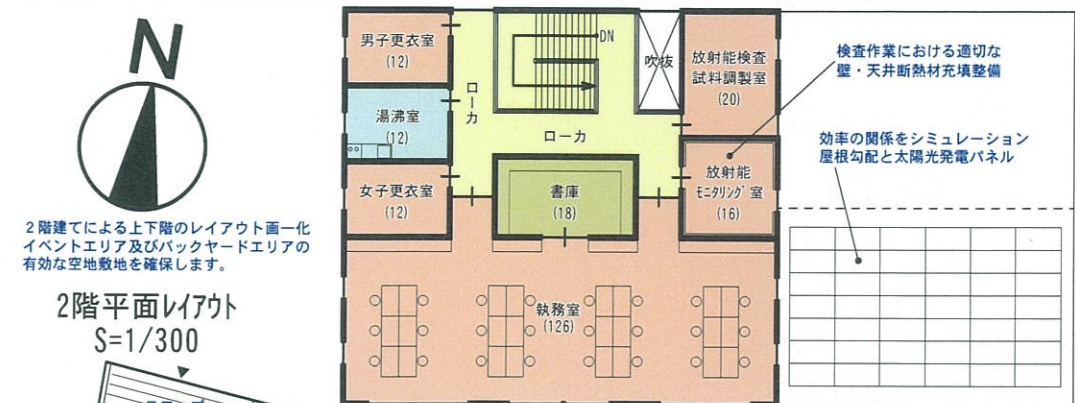 N
2階建てによる上下階のレイアウト画一化
イベントエリア及びバックヤードエリアの
有効な空地敷地を確保します。
2階平面レイアウト
S=1/300
男子更衣室
(12)
湯沸室
(12)
女子更衣室
(12)
ローカ
DN
吹抜
ローカ
書庫
(18)
放射能検査
試料調製室
(20)
放射能
モニタリング室
(16)
執務室
(126)
検査作業における適切な
壁・天井断熱材充填整備
効率の関係をシミュレーション
屋根勾配と太陽光発電パネル